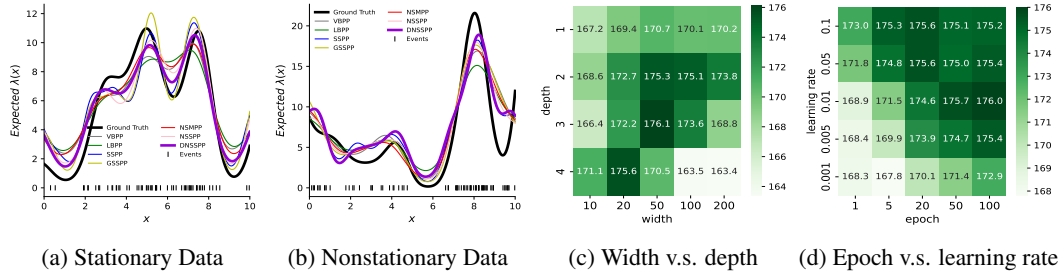 Expected λ(x)
12
10
8
6
4
2
0
Ground Truth
VBPP
LBPP
SSPP
GSSPP
NSMPP
NSSPP
DNSSPP
Events
0 2 4 6 8 10
x
(a) Stationary Data
Expected λ(x)
20
15
10
5
0
Ground Truth
VBPP
LBPP
SSPP
GSSPP
NSMPP
NSSPP
DNSSPP
Events
0 2 4 6 8 10
x
(b) Nonstationary Data
depth
1 167.2 169.4 170.7 170.1 170.2
2 168.6 172.7 175.3 175.1 173.8
3 166.4 172.2 176.1 173.6 168.8
4 171.1 175.6 170.5 163.5 163.4
10 20 50 100 200
width
176
174
172
170
168
166
164
(c) Width v.s. depth
learning rate
0.1 173.0 175.3 175.0 175.1 175.2
0.05 171.8 174.8 175.6 175.0 175.4
0.01 168.9 171.5 174.6 175.7 176.0
0.005 168.4 169.9 173.9 174.7 175.4
0.001 168.3 167.8 170.1 171.4 172.9
1 5 20 50 100
epoch
176
175
174
173
172
171
170
169
168
(d) Epoch v.s. learning rate